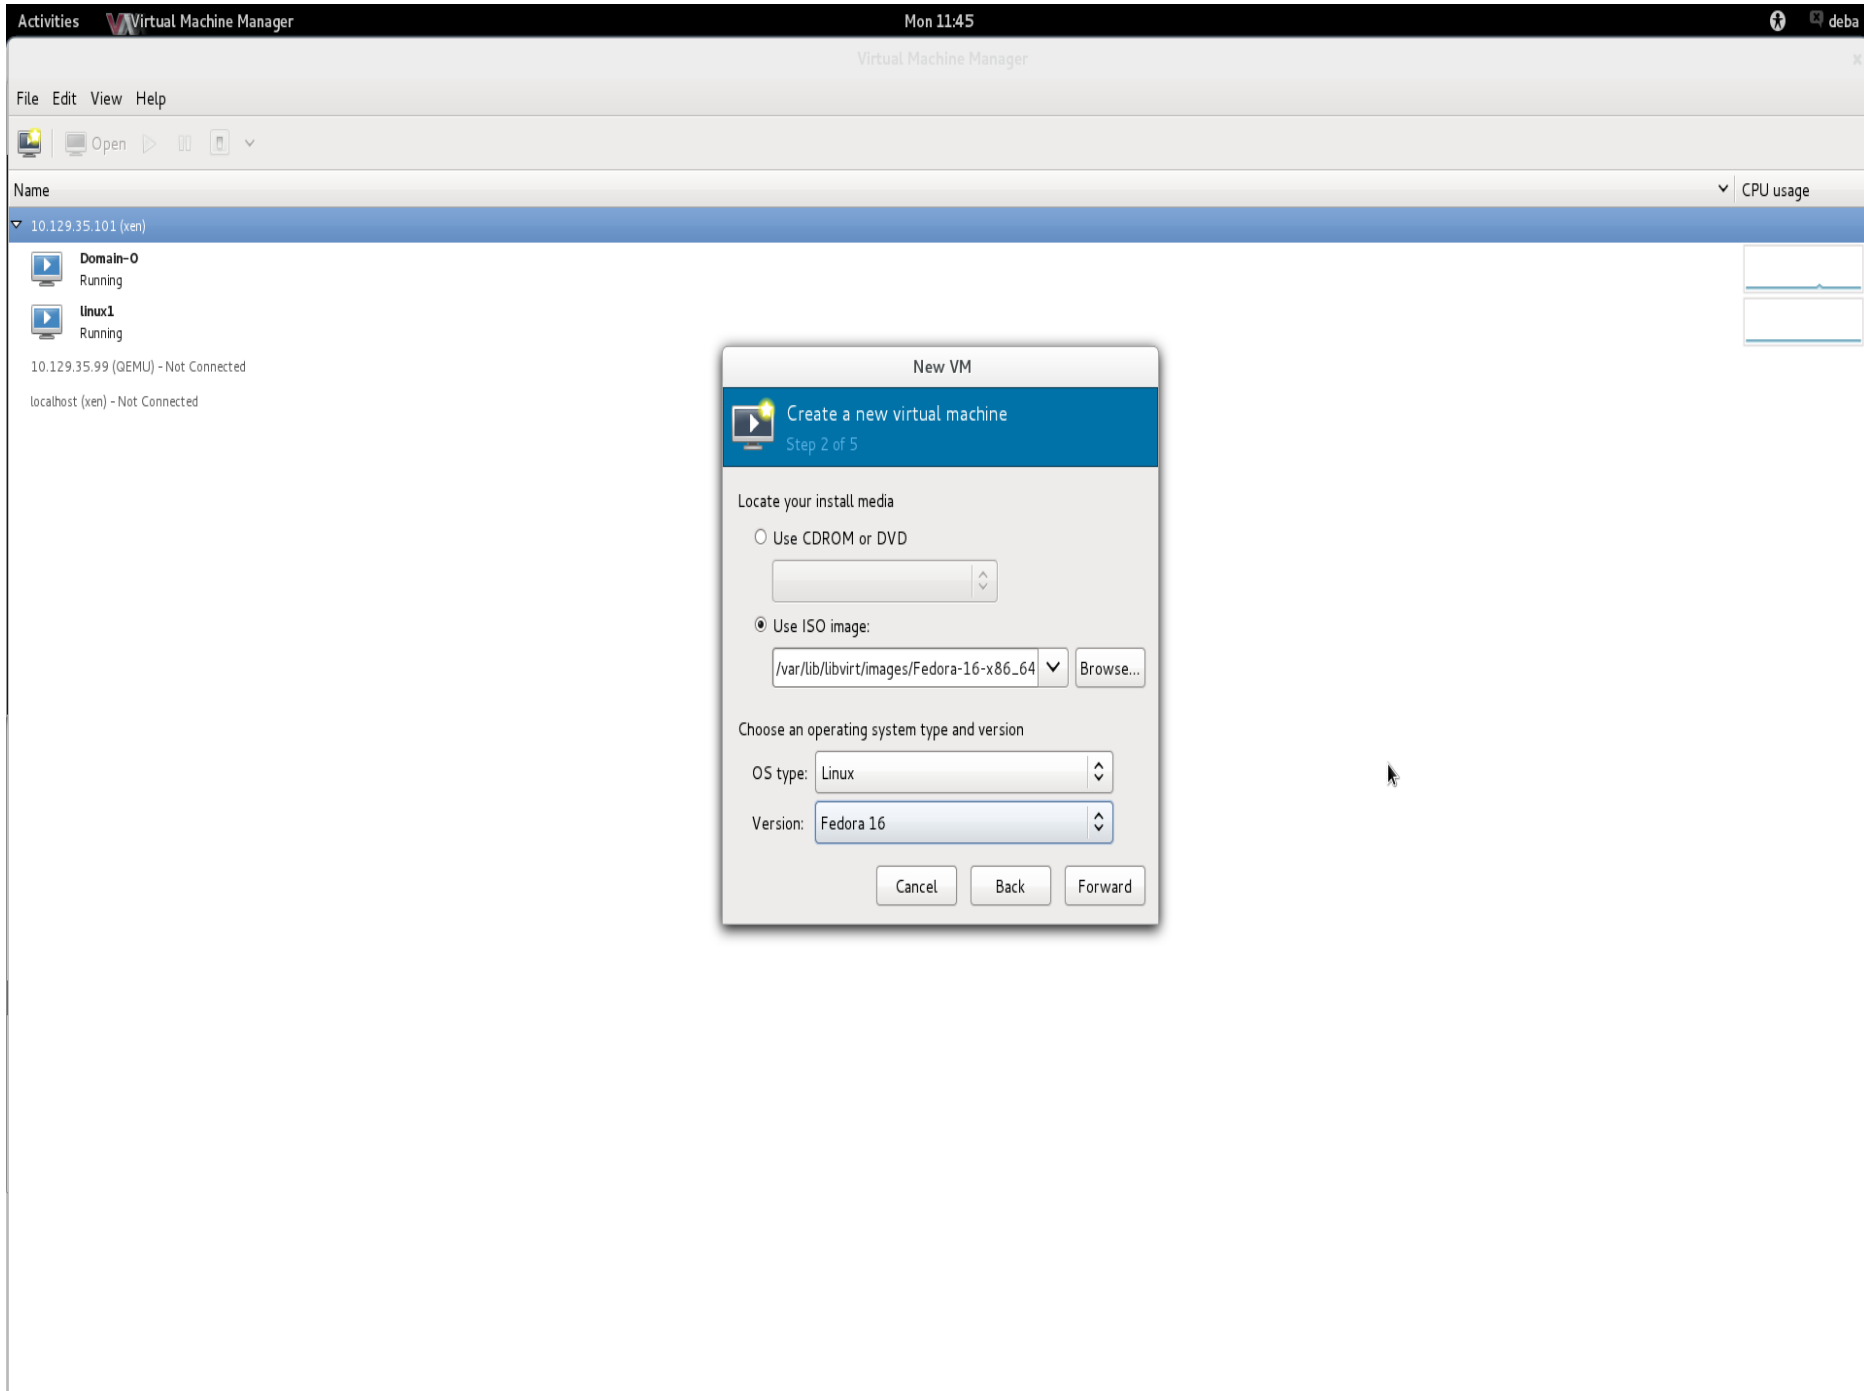 Activities Virtual Machine Manager Mon 11:45 deba
Virtual Machine Manager
File Edit View Help
Open
Name CPU usage
10.129.35.101 (xen)
Domain-0
Running
linux1
Running
10.129.35.99 (QEMU) - Not Connected
localhost (xen) - Not Connected
New VM
Create a new virtual machine
Step 2 of 5
Locate your install media
Use CDROM or DVD
Use ISO image:
/var/lib/libvirt/images/Fedora-16-x86_64 Browse...
Choose an operating system type and version
OS type: Linux
Version: Fedora 16
Cancel Back Forward